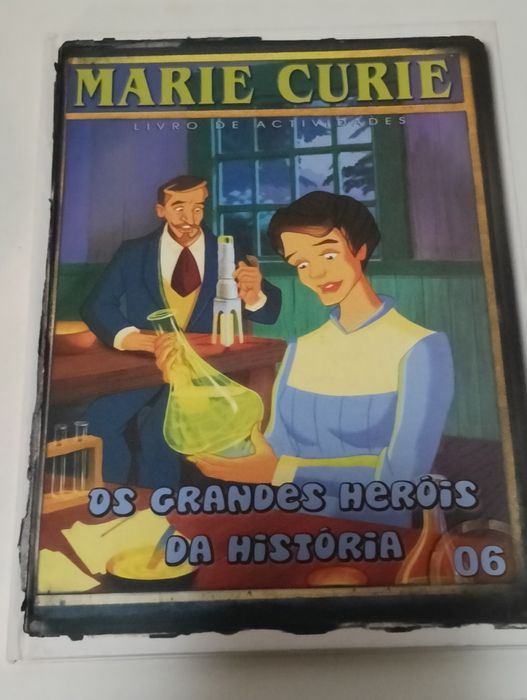 MARIE CURIE
LIVRO DE ACTIVIDADES
OS GRANDES HERÓIS
DA HISTÓRIA
06